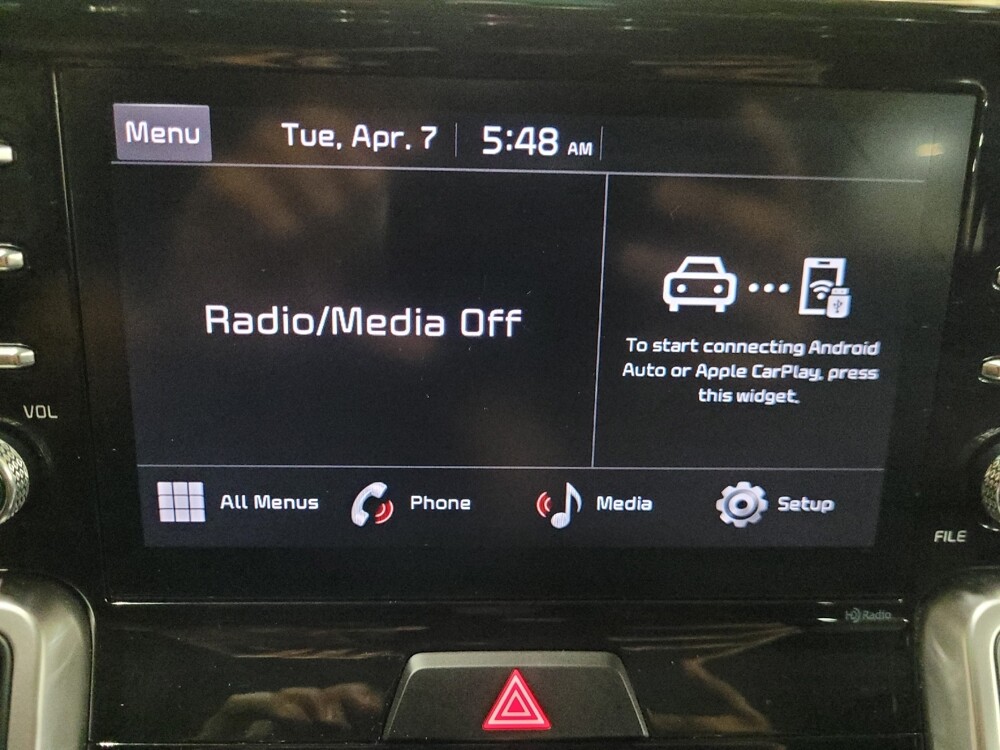 Menu
Tue, Apr. 7
5:48 AM
Radio/Media Off
To start connecting Android
Auto or Apple CarPlay, press
this widget.
All Menus
Phone
Media
Setup
VOL
FILE
HD Radio